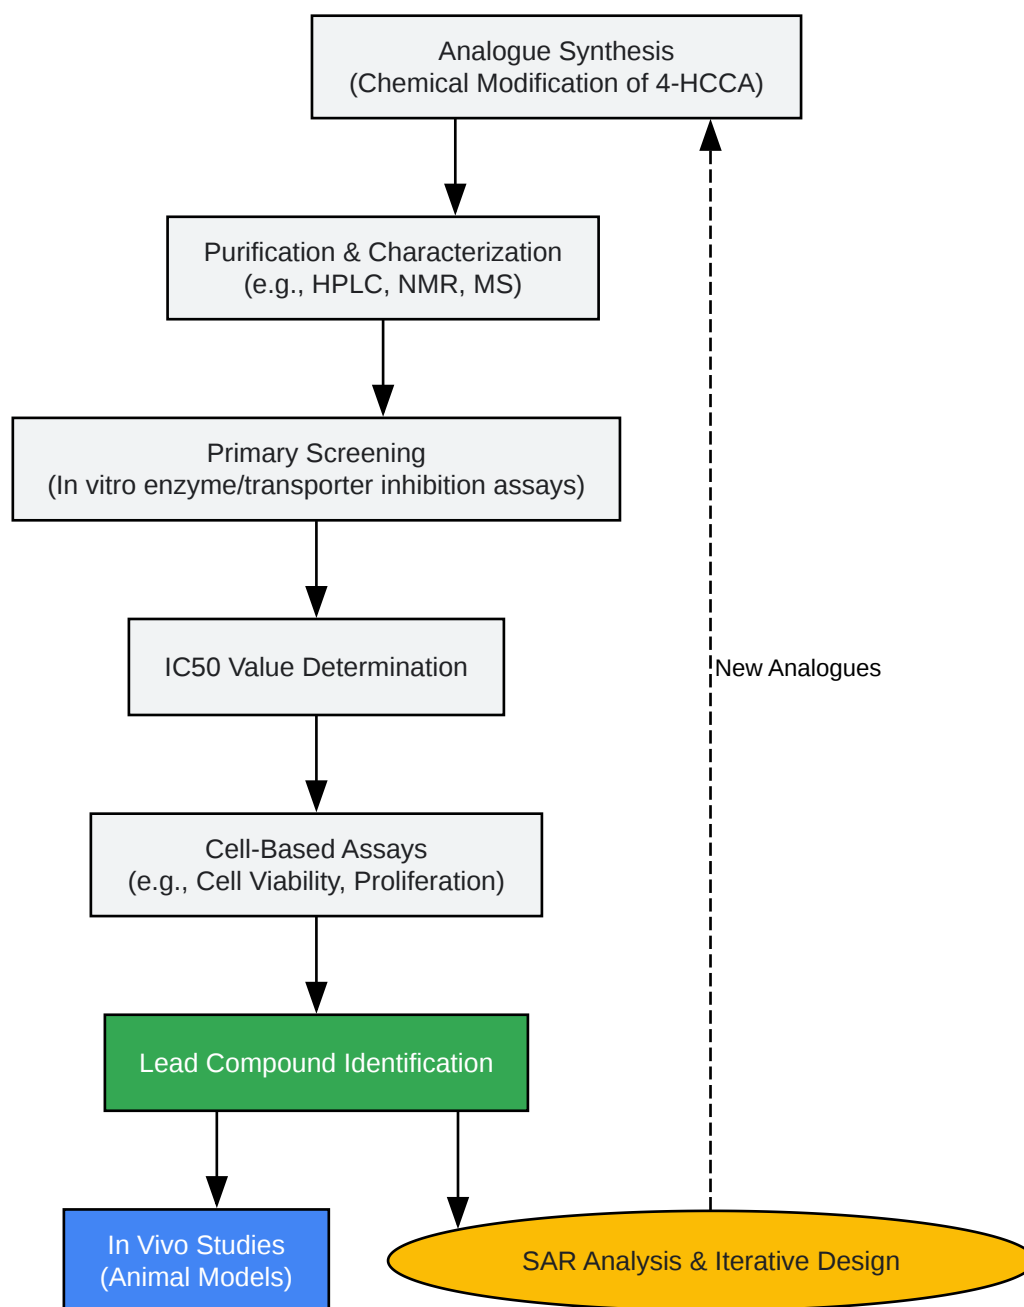 Analogue Synthesis
(Chemical Modification of 4-HCCA)
Purification & Characterization
(e.g., HPLC, NMR, MS)
Primary Screening
(In vitro enzyme/transporter inhibition assays)
IC50 Value Determination
New Analogues
Cell-Based Assays
(e.g., Cell Viability, Proliferation)
Lead Compound Identification
In Vivo Studies
(Animal Models)
SAR Analysis & Iterative Design